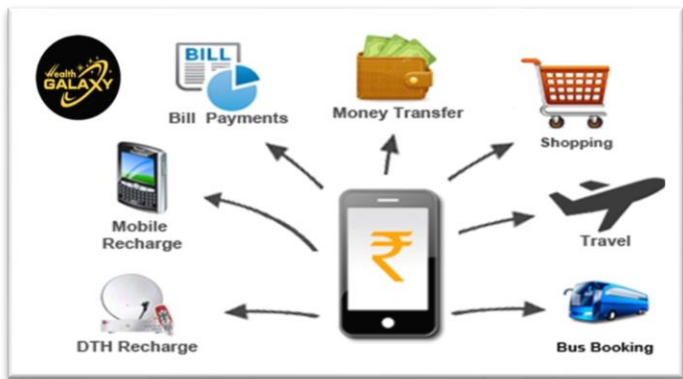 Wealth
GALAXY
BILL
Bill Payments
Money Transfer
Shopping
Mobile
Recharge
₹
Travel
DTH Recharge
Bus Booking